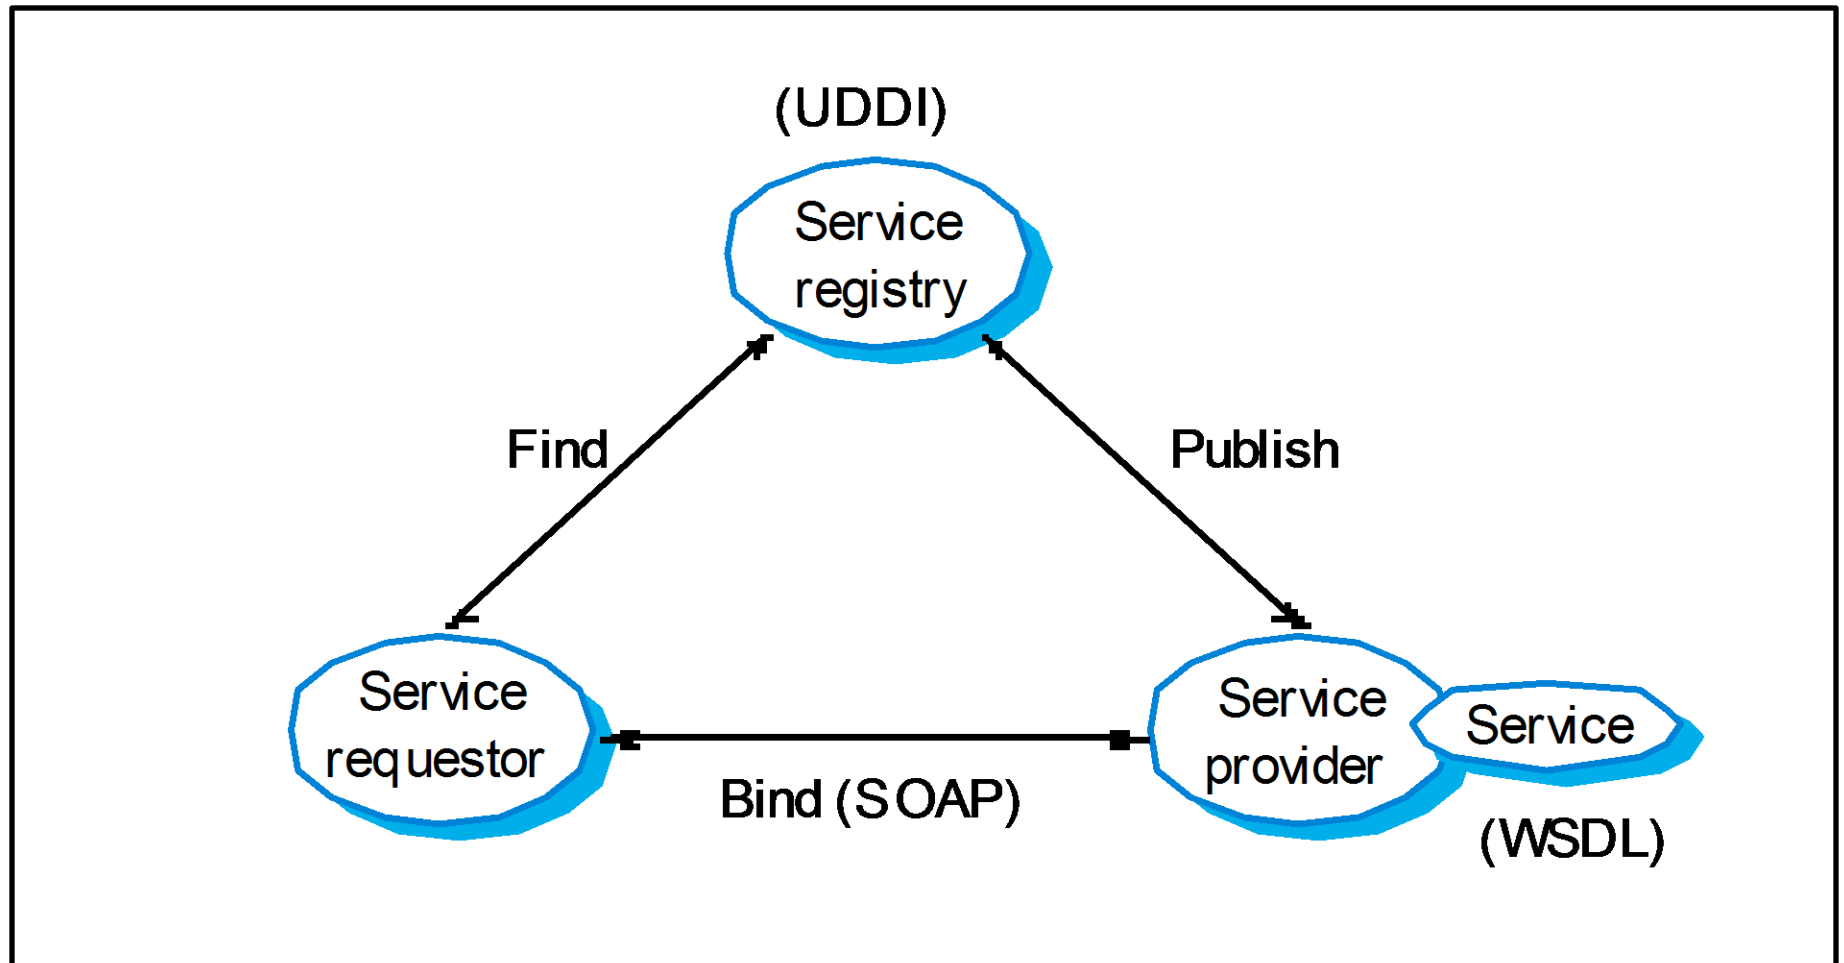 (UDDI)
Service
registry
Find
Publish
Service
requestor
Bind (SOAP)
Service
provider
Service
(WSDL)